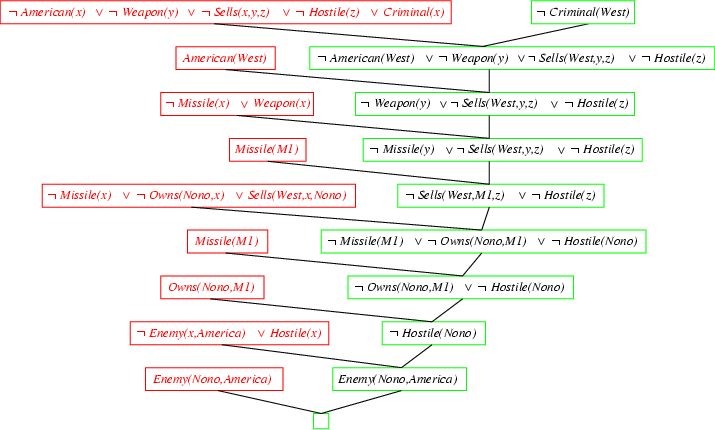 ¬ American(x) ∨ ¬ Weapon(y) ∨ ¬ Sells(x,y,z) ∨ ¬ Hostile(z) ∨ Criminal(x)
¬ Criminal(West)
American(West)
¬ American(West) ∨ ¬ Weapon(y) ∨ ¬ Sells(West,y,z) ∨ ¬ Hostile(z)
¬ Missile(x) ∨ Weapon(x)
¬ Weapon(y) ∨ ¬ Sells(West,y,z) ∨ ¬ Hostile(z)
Missile(M1)
¬ Missile(y) ∨ ¬ Sells(West,y,z) ∨ ¬ Hostile(z)
¬ Missile(x) ∨ ¬ Owns(Nono,x) ∨ Sells(West,x,Nono)
¬ Sells(West,M1,z) ∨ ¬ Hostile(z)
Missile(M1)
¬ Missile(M1) ∨ ¬ Owns(Nono,M1) ∨ ¬ Hostile(Nono)
Owns(Nono,M1)
¬ Owns(Nono,M1) ∨ ¬ Hostile(Nono)
¬ Enemy(x,America) ∨ Hostile(x)
¬ Hostile(Nono)
Enemy(Nono,America)
Enemy(Nono,America)